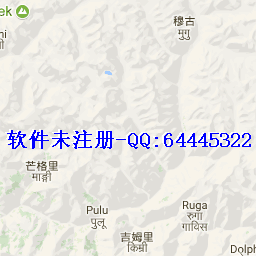 ek
穆古
मुगु
ni
नी
软件未注册-QQ:64445322
芒格里
माङ्ग्री
Pulu
पुलू
Ruga
रुगा
गाविस
吉姆里
किम्री
Dolph